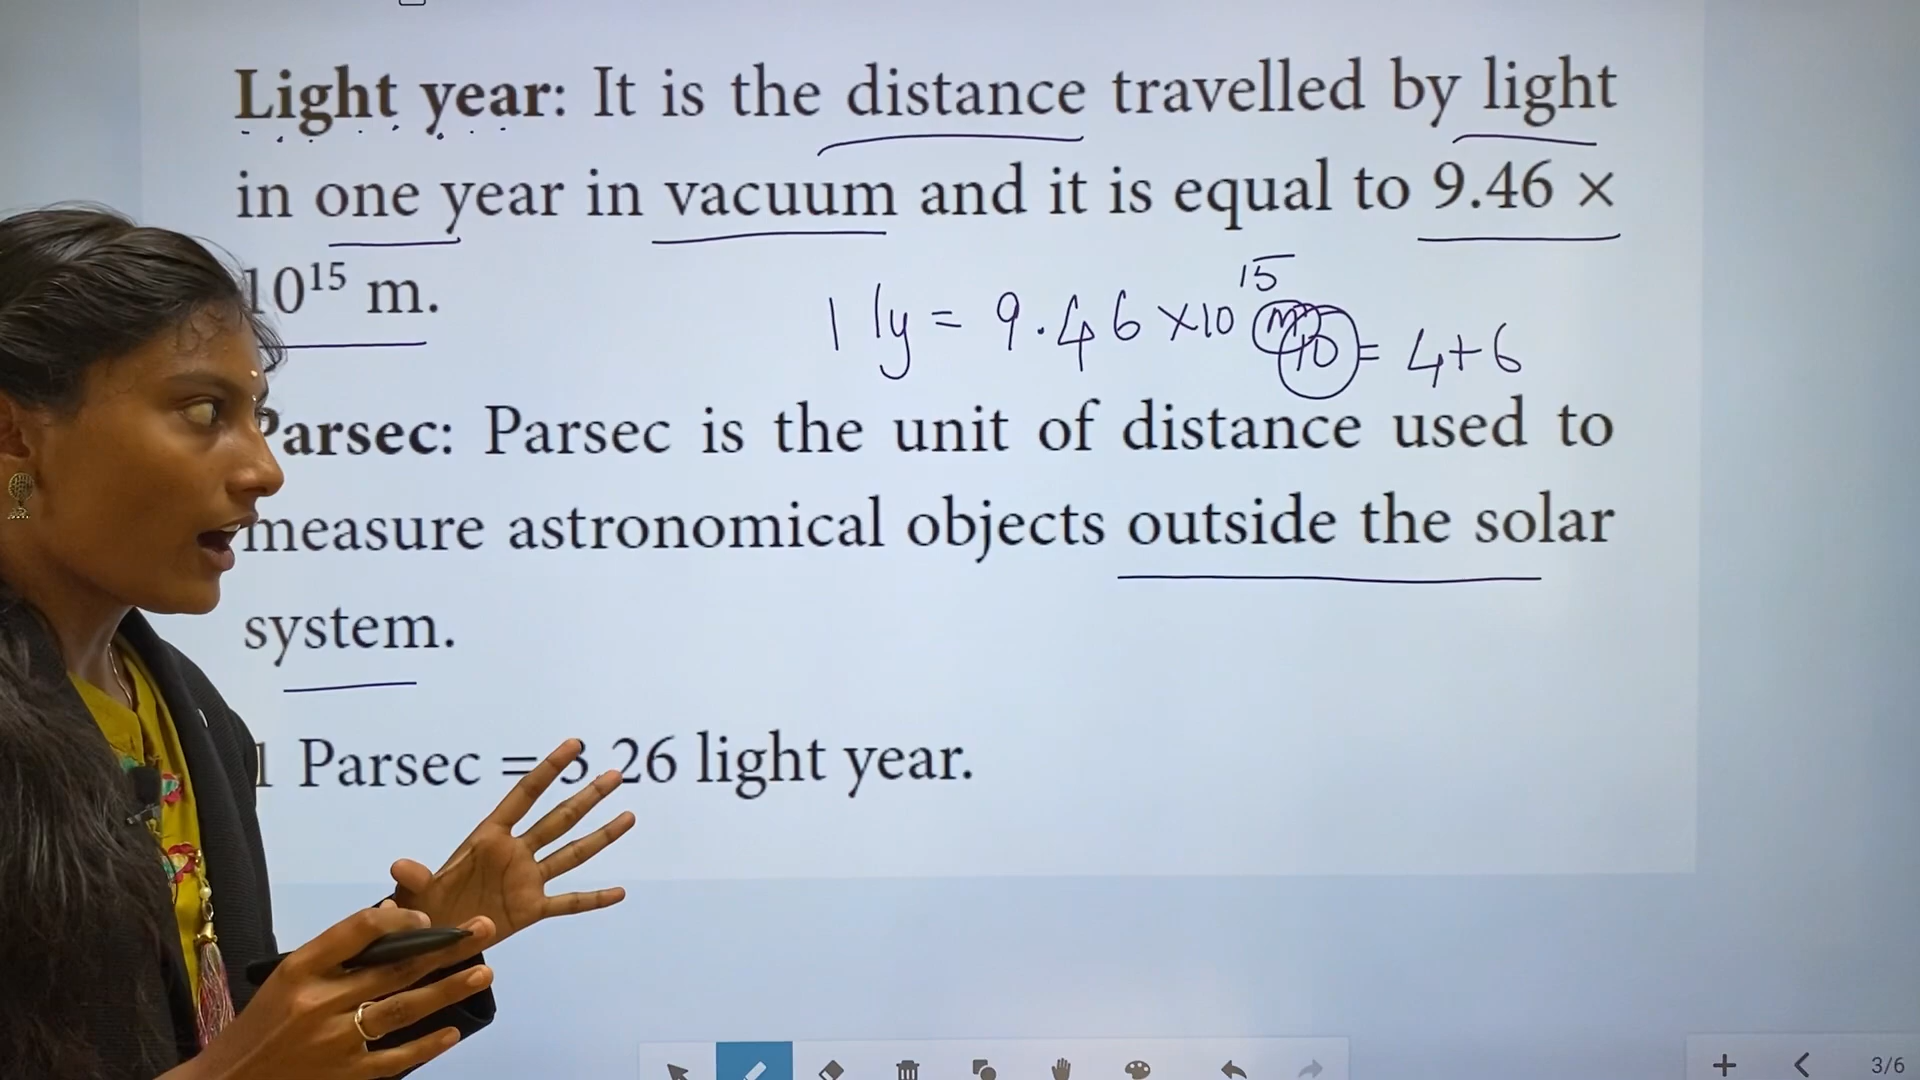 Light year: It is the distance travelled by light
in one year in vacuum and it is equal to 9.46 ×
10¹⁵ m.
1 ly = 9.46 ×10¹⁵ m 10 = 4+6
Parsec: Parsec is the unit of distance used to
measure astronomical objects outside the solar
system.
1 Parsec = 3.26 light year.
3/6